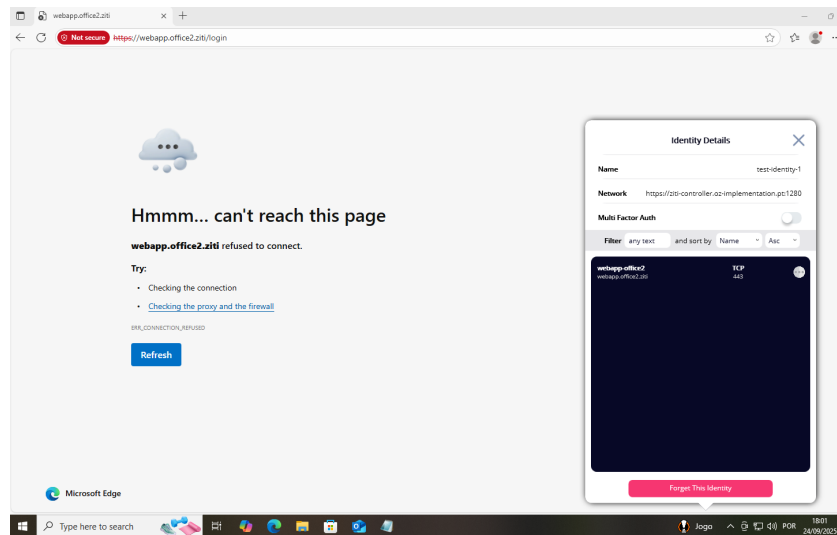 webapp.office2.ziti
Not secure https://webapp.office2.ziti/login
Hmmm... can't reach this page
webapp.office2.ziti refused to connect.
Try:
• Checking the connection
• Checking the proxy and the firewall
ERR_CONNECTION_REFUSED
Refresh
Microsoft Edge
Identity Details
Name test-identity-1
Network https://ziti-controller.qz-implementation.pt:1280
Multi Factor Auth
Filter any text and sort by Name Asc
webapp-office2 TCP
webapp.office2.ziti 443
Forget This Identity
Type here to search
Jogo
POR
18:01
24/09/2025